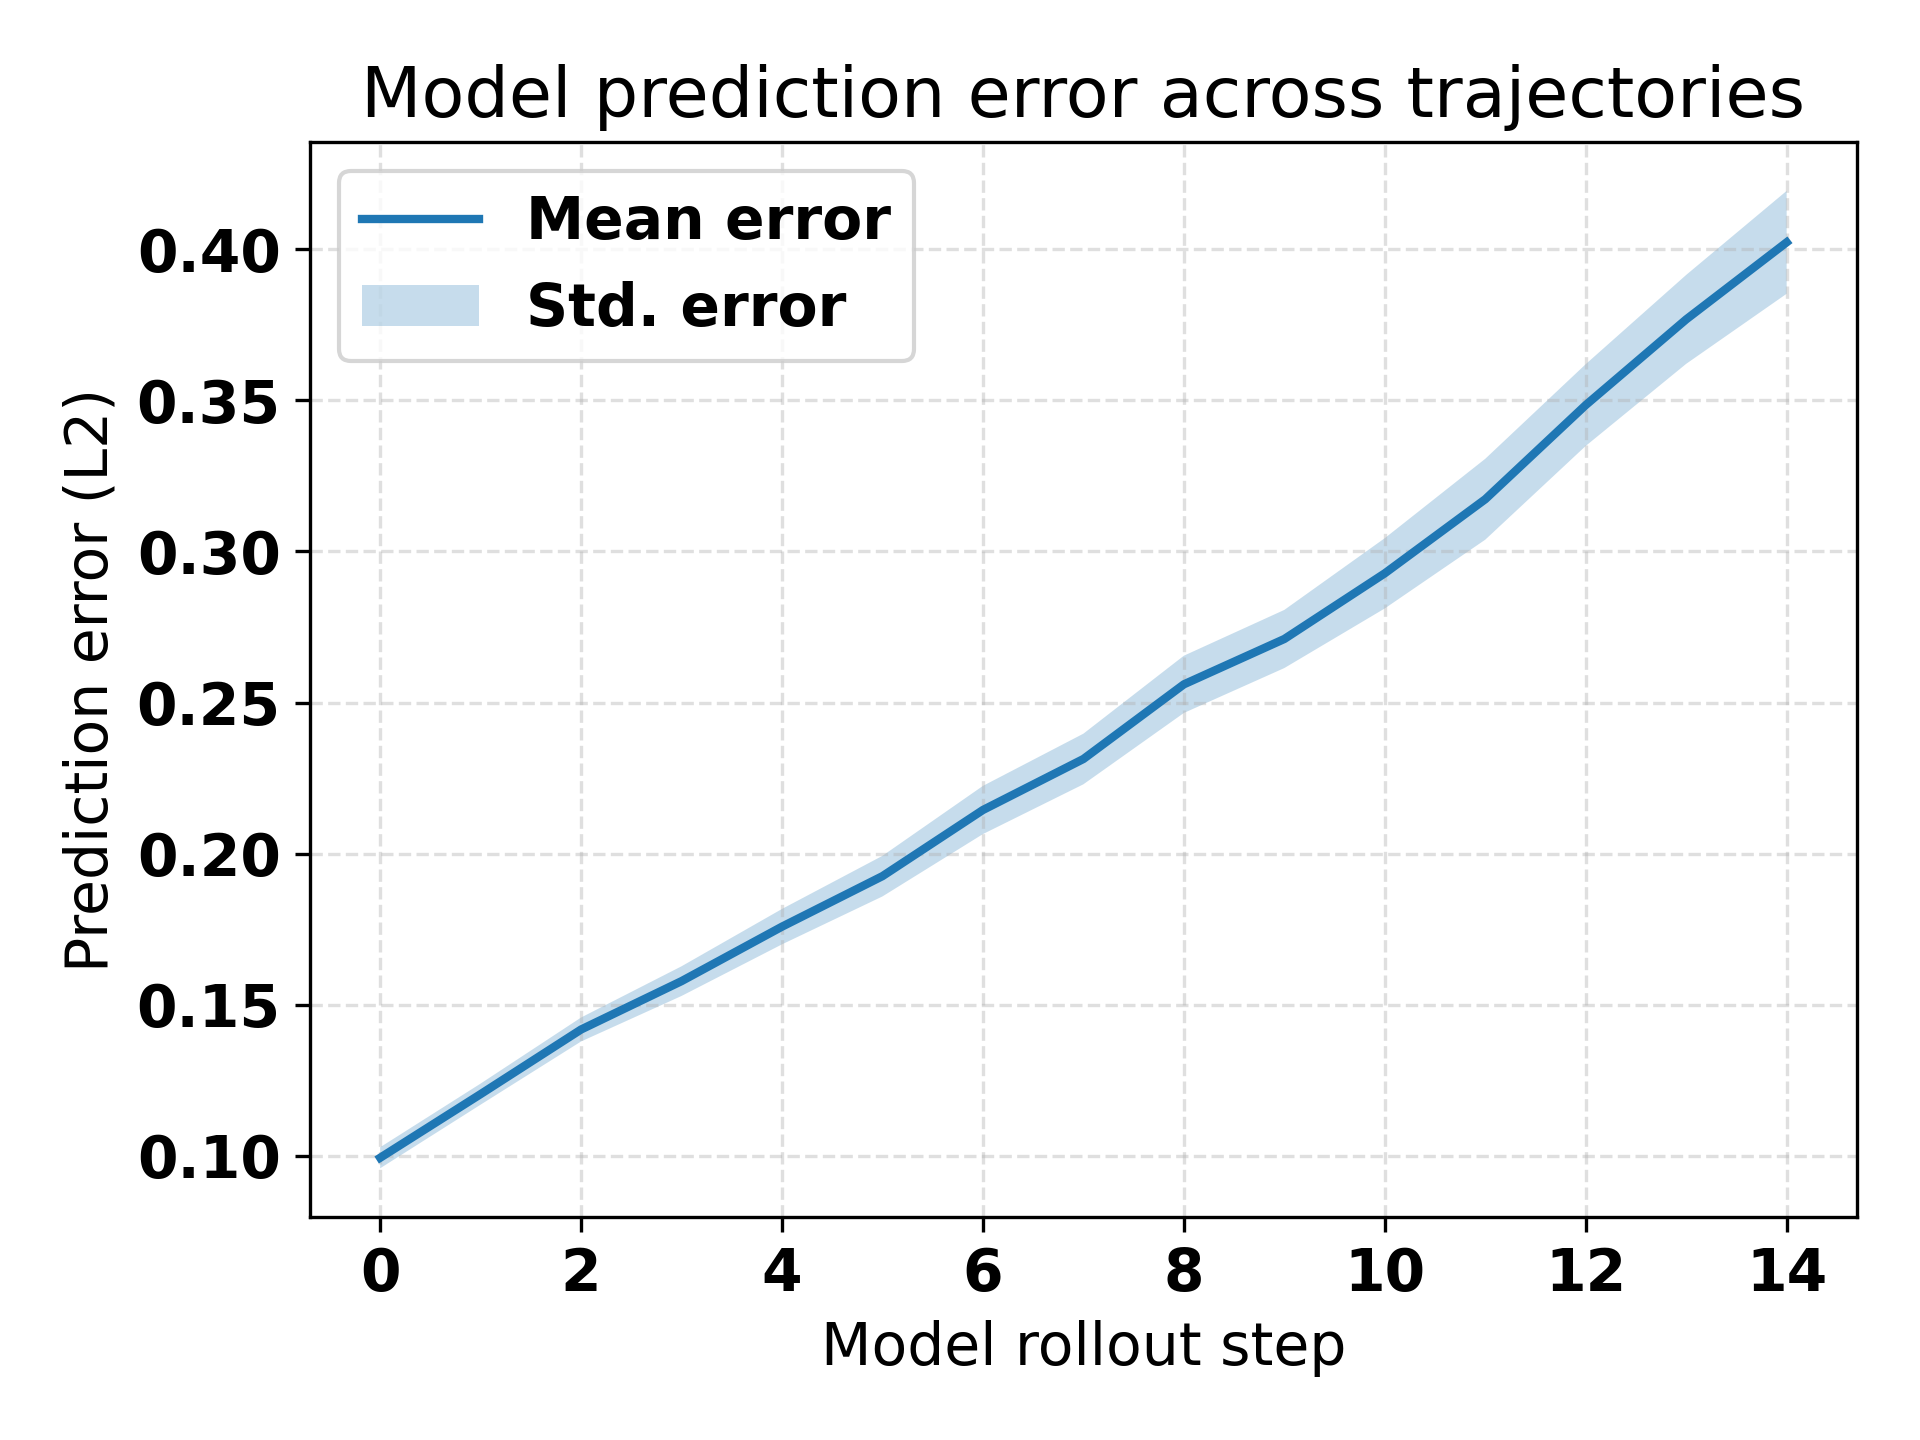 Model prediction error across trajectories
Mean error
Std. error
Prediction error (L2)
0.40
0.35
0.30
0.25
0.20
0.15
0.10
0 2 4 6 8 10 12 14
Model rollout step